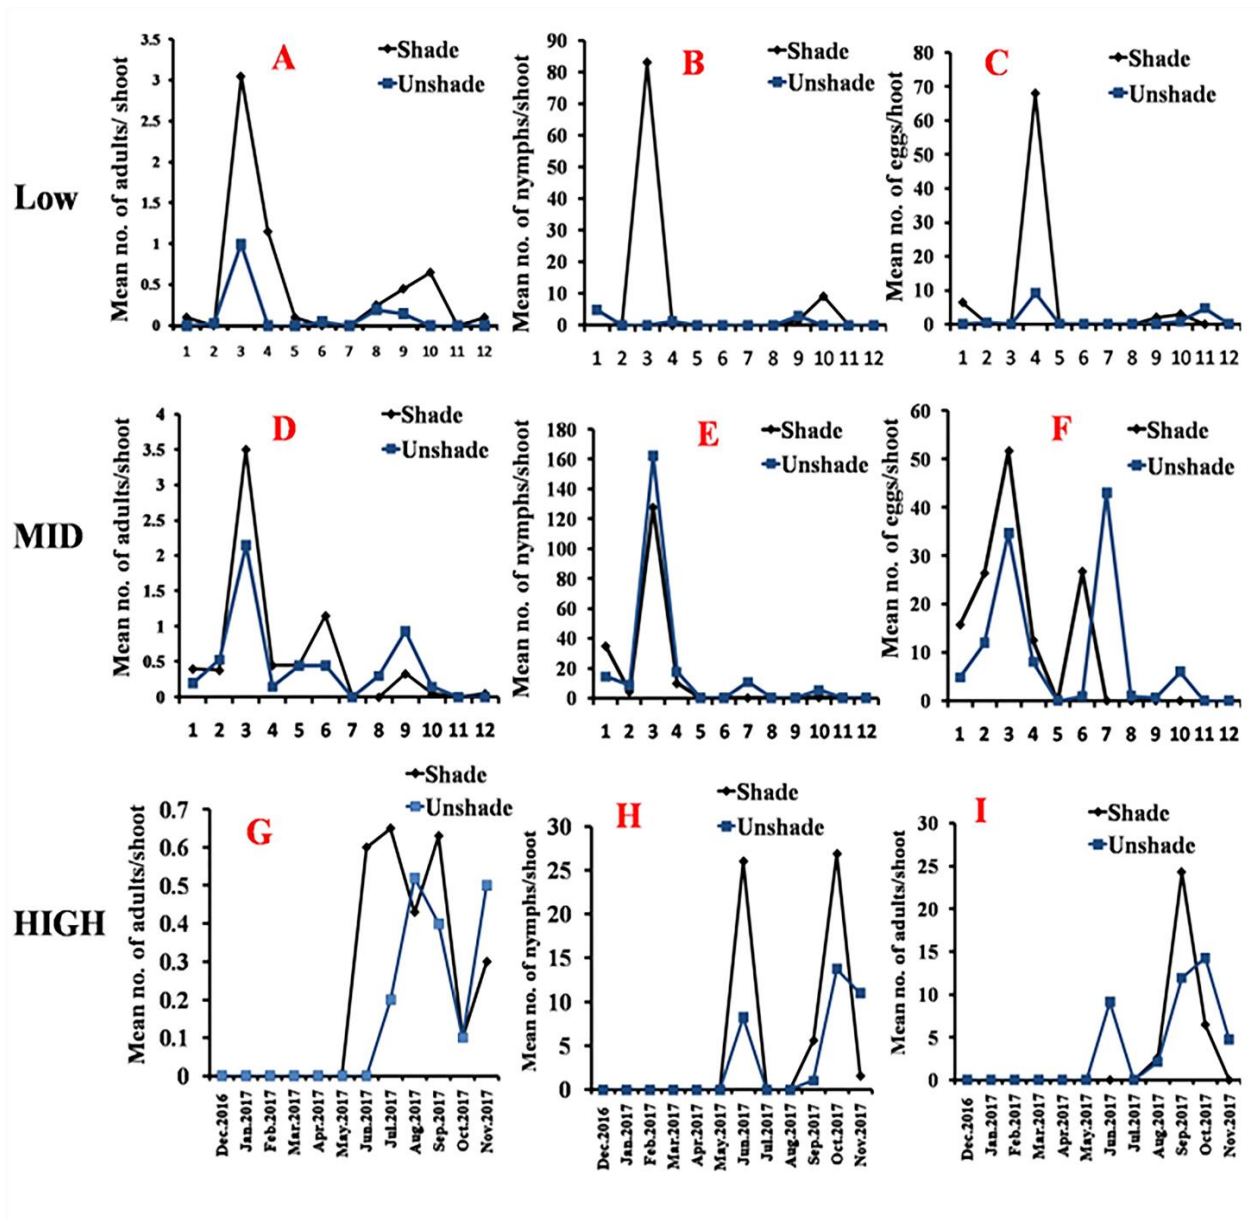 Low
A
Shade
Unshade
Mean no. of adults/ shoot
3.5
3
2.5
2
1.5
1
0.5
0
1 2 3 4 5 6 7 8 9 10 11 12
B
Shade
Unshade
Mean no. of nymphs/shoot
90
80
70
60
50
40
30
20
10
0
1 2 3 4 5 6 7 8 9 10 11 12
C
Shade
Unshade
Mean no. of eggs/hoot
80
70
60
50
40
30
20
10
0
1 2 3 4 5 6 7 8 9 10 11 12
MID
D
Shade
Unshade
Mean no. of adults/shoot
4
3.5
3
2.5
2
1.5
1
0.5
0
1 2 3 4 5 6 7 8 9 10 11 12
E
Shade
Unshade
Mean no. of nymphs/shoot
180
160
140
120
100
80
60
40
20
0
1 2 3 4 5 6 7 8 9 10 11 12
F
Shade
Unshade
Mean no. of eggs/shoot
60
50
40
30
20
10
0
1 2 3 4 5 6 7 8 9 10 11 12
HIGH
G
Shade
Unshade
Mean no. of adults/shoot
0.7
0.6
0.5
0.4
0.3
0.2
0.1
0
Dec.2016
Jan.2017
Feb.2017
Mar.2017
Apr.2017
May.2017
Jun.2017
Jul.2017
Aug.2017
Sep.2017
Oct.2017
Nov.2017
H
Shade
Unshade
Mean no. of nymphs/shoot
30
25
20
15
10
5
0
Dec.2016
Jan.2017
Feb.2017
Mar.2017
Apr.2017
May.2017
Jun.2017
Jul.2017
Aug.2017
Sep.2017
Oct.2017
Nov.2017
I
Shade
Unshade
Mean no. of adults/shoot
30
25
20
15
10
5
0
Dec.2016
Jan.2017
Feb.2017
Mar.2017
Apr.2017
May.2017
Jun.2017
Jul.2017
Aug.2017
Sep.2017
Oct.2017
Nov.2017